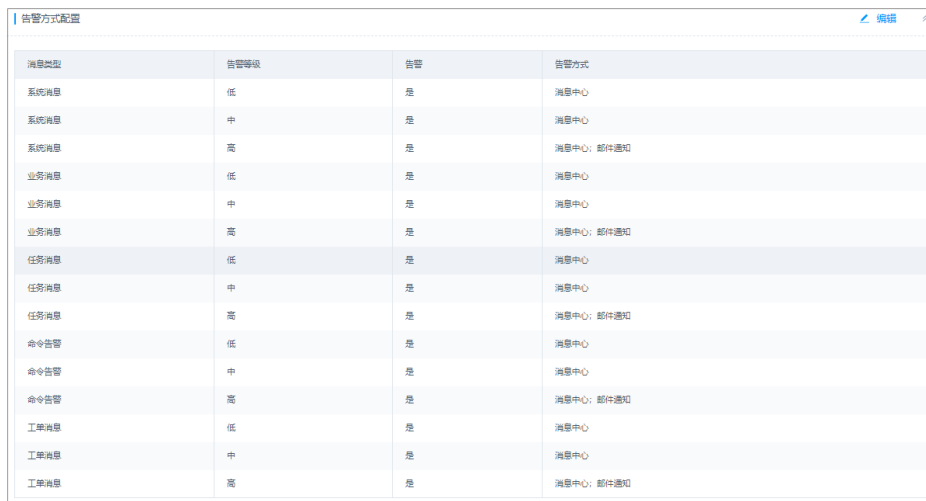 告警方式配置 编辑
消息类型 告警等级 告警 告警方式
系统消息 低 是 消息中心
系统消息 中 是 消息中心
系统消息 高 是 消息中心; 邮件通知
业务消息 低 是 消息中心
业务消息 中 是 消息中心
业务消息 高 是 消息中心; 邮件通知
任务消息 低 是 消息中心
任务消息 中 是 消息中心
任务消息 高 是 消息中心; 邮件通知
命令告警 低 是 消息中心
命令告警 中 是 消息中心
命令告警 高 是 消息中心; 邮件通知
工单消息 低 是 消息中心
工单消息 中 是 消息中心
工单消息 高 是 消息中心; 邮件通知